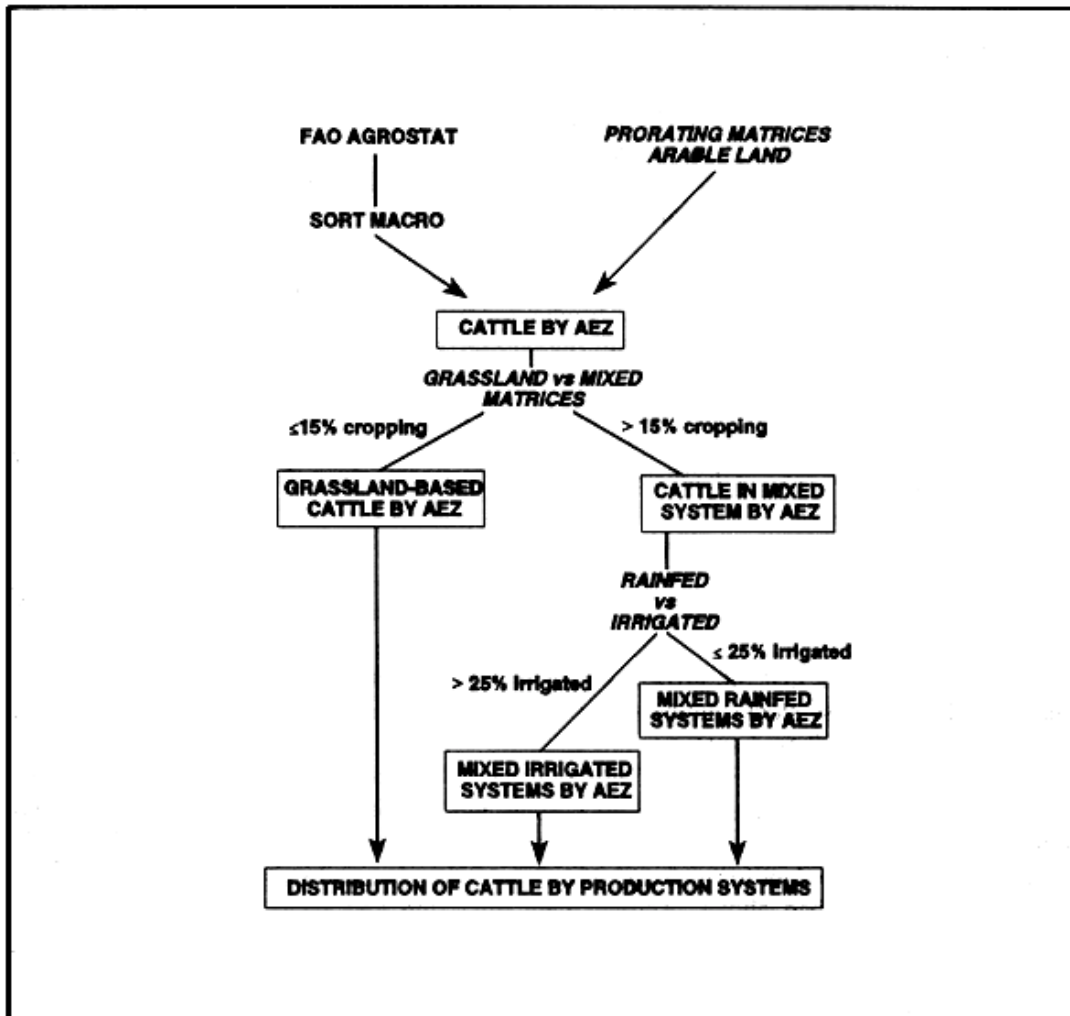 FAO AGROSTAT
PRORATING MATRICES
ARABLE LAND
SORT MACRO
CATTLE BY AEZ
GRASSLAND vs MIXED
MATRICES
≤15% cropping
> 15% cropping
GRASSLAND-BASED
CATTLE BY AEZ
CATTLE IN MIXED
SYSTEM BY AEZ
RAINFED
vs
IRRIGATED
> 25% irrigated
≤ 25% irrigated
MIXED RAINFED
SYSTEMS BY AEZ
MIXED IRRIGATED
SYSTEMS BY AEZ
DISTRIBUTION OF CATTLE BY PRODUCTION SYSTEMS